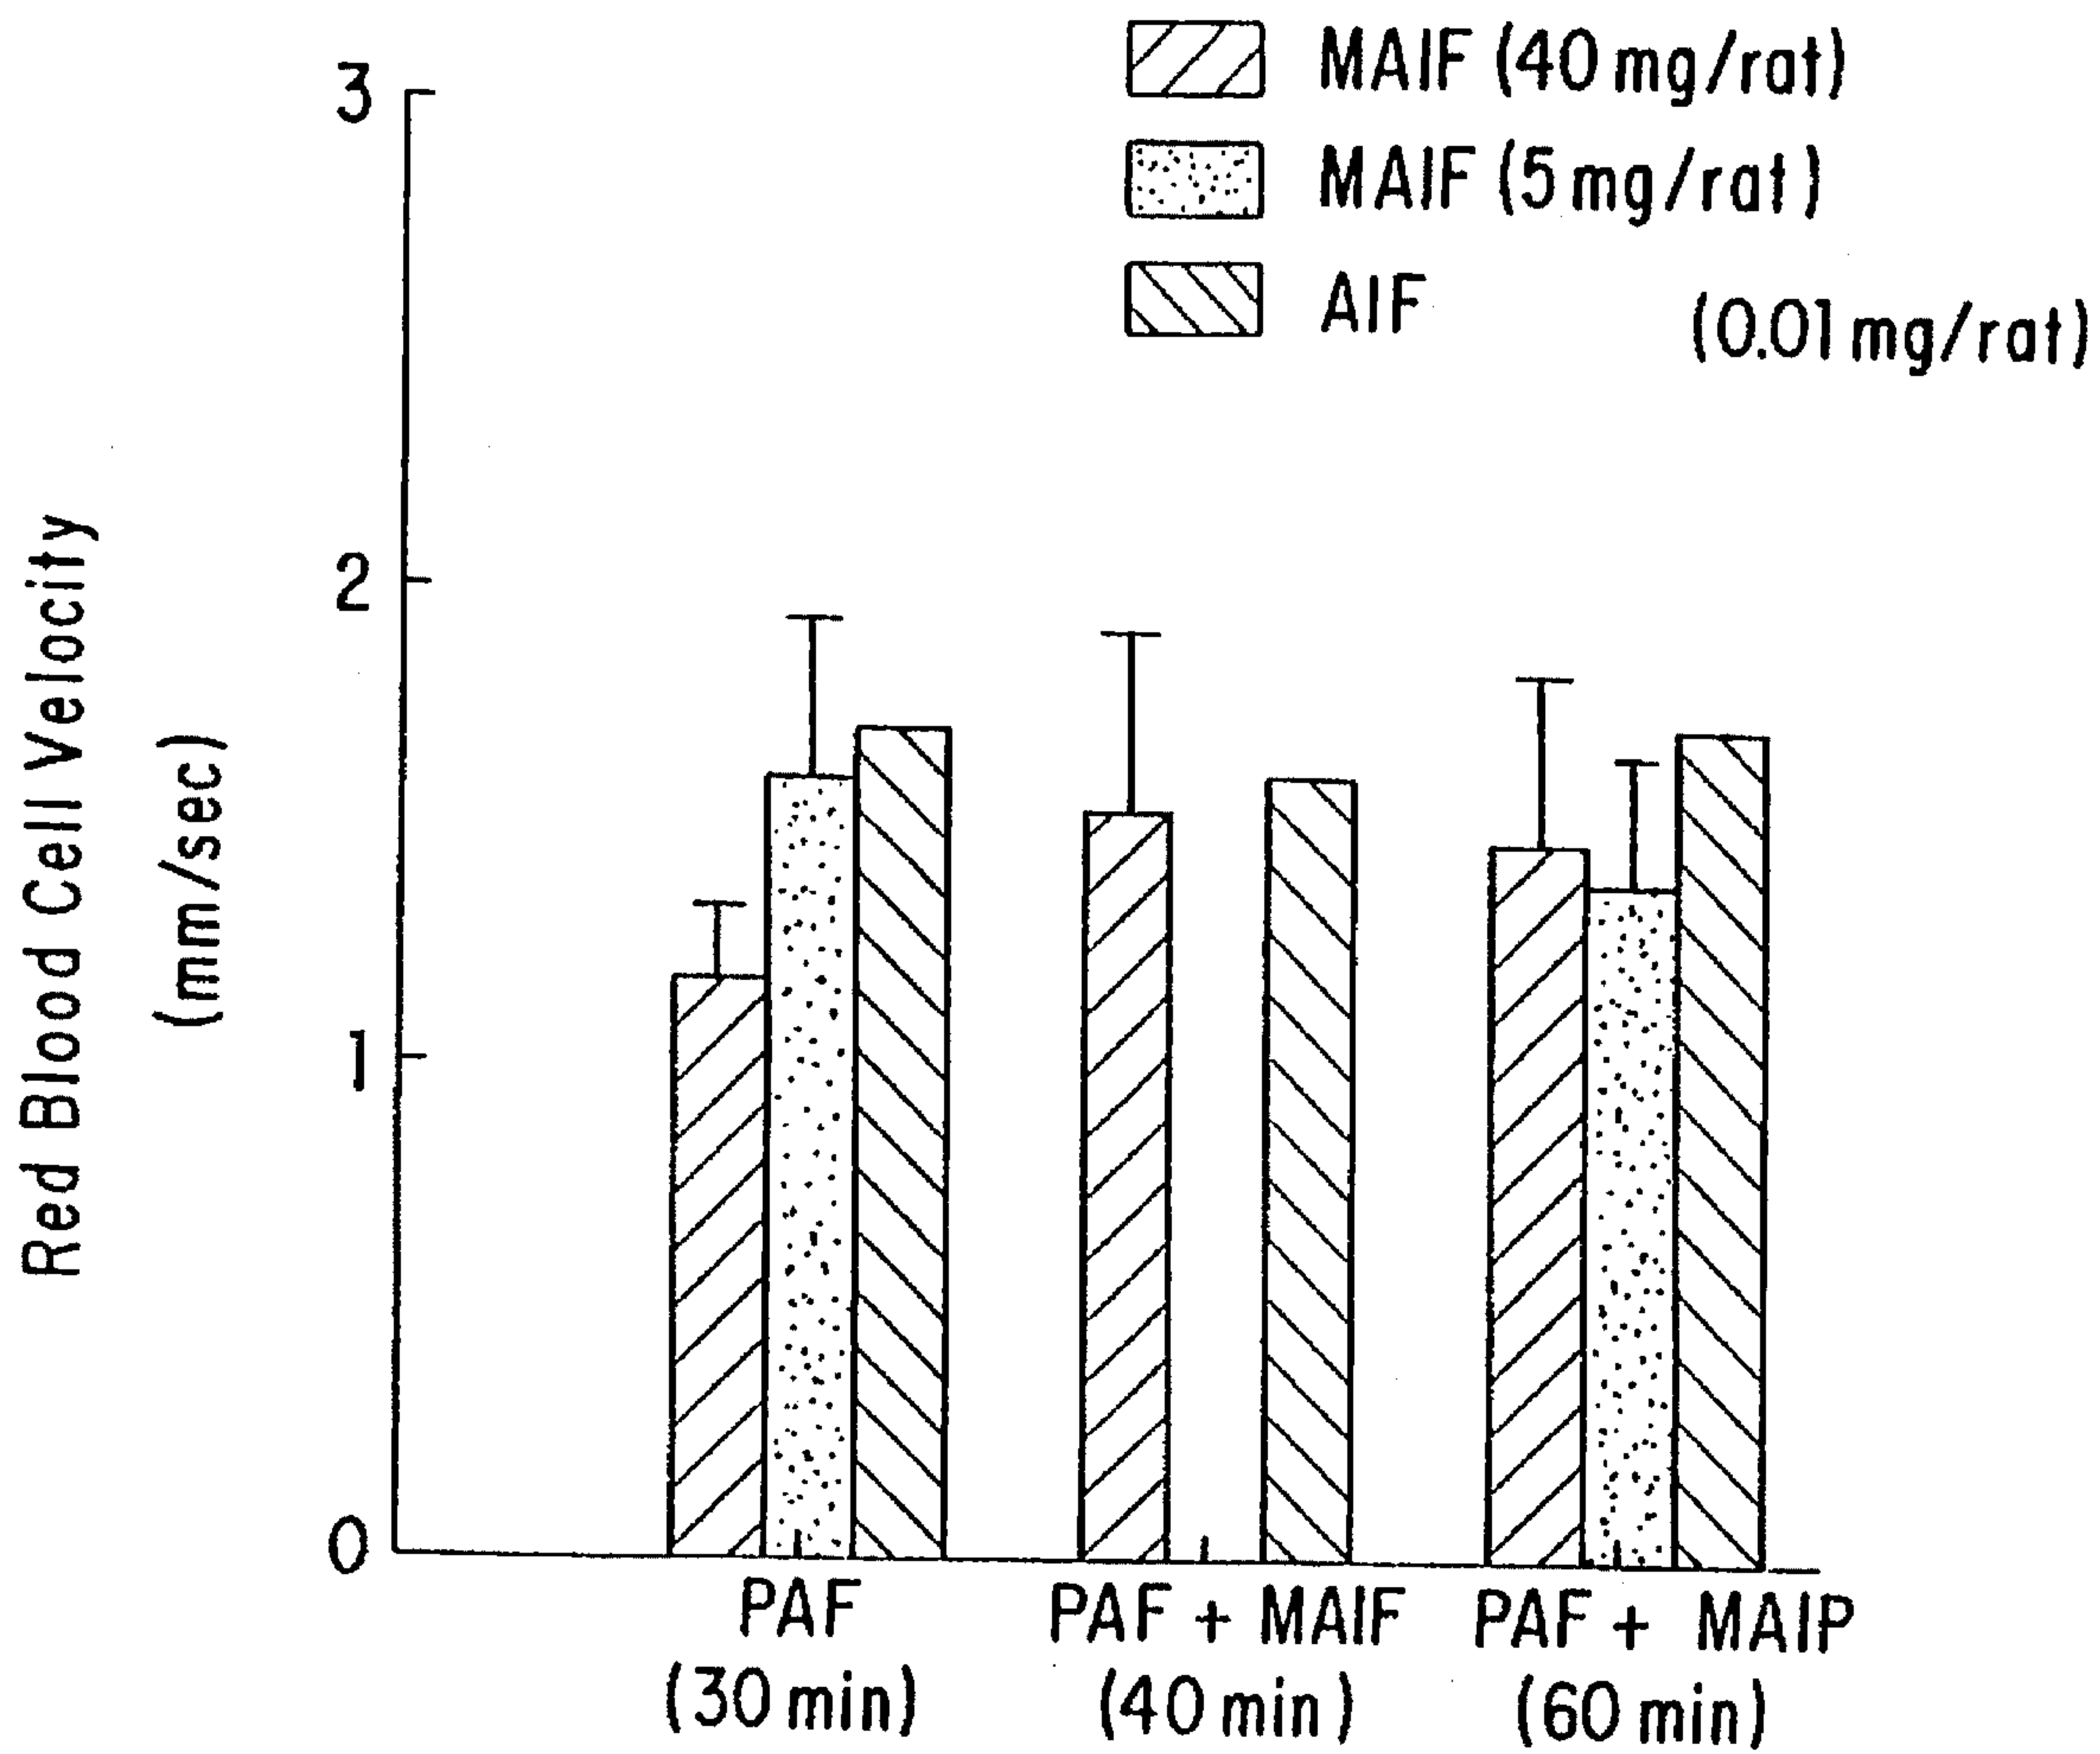 MAIF (40 mg/rat)
MAIF (5 mg/rat)
AIF (0.01 mg/rat)
3
2
1
0
Red Blood Cell Velocity
(mm/sec)
PAF PAF + MAIF PAF + MAIP
(30 min) (40 min) (60 min)